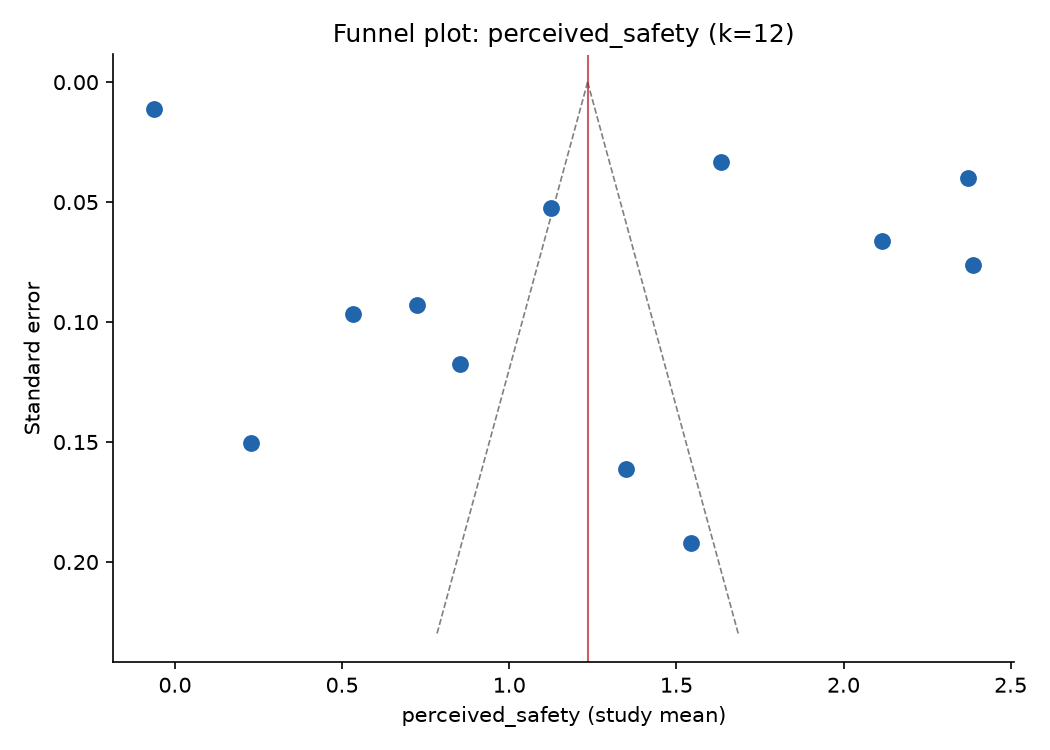 Funnel plot: perceived_safety (k=12)
Standard error
0.00
0.05
0.10
0.15
0.20
0.0 0.5 1.0 1.5 2.0 2.5
perceived_safety (study mean)